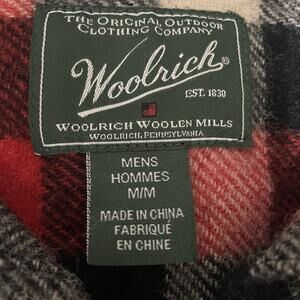 THE ORIGINAL OUTDOOR
CLOTHING COMPANY
Woolrich®
EST. 1830
WOOLRICH WOOLEN MILLS
WOOLRICH, PENNSYLVANIA
MENS
HOMMES
M/M
MADE IN CHINA
FABRIQUÉ
EN CHINE